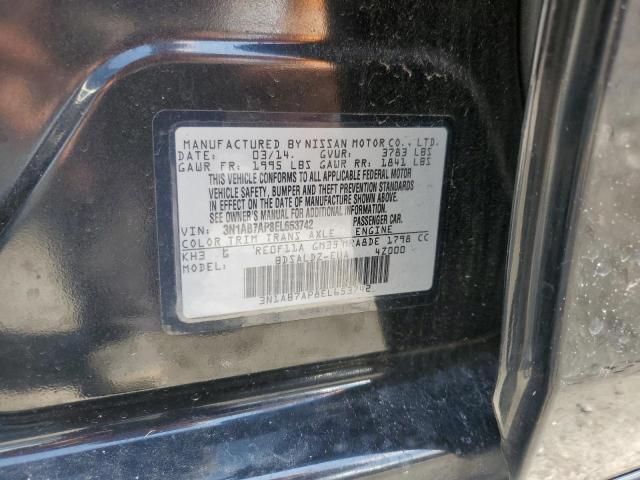 MANUFACTURED BY NISSAN MOTOR CO., LTD.
DATE: 03/14. GVWR: 3783 LBS
GAWR FR: 1995 LBS GAWR RR: 1841 LBS
THIS VEHICLE CONFORMS TO ALL APPLICABLE FEDERAL MOTOR
VEHICLE SAFETY, BUMPER AND THEFT PREVENTION STANDARDS
IN EFFECT ON THE DATE OF MANUFACTURE SHOWN ABOVE.
SEE OWNER'S MANUAL FOR ADDITIONAL INFORMATION.
VIN: 3N1AB7AP8EL653742 PASSENGER CAR.
COLOR TRIM TRANS AXLE ENGINE
KH3 G RE0F11A GM39 MRA8DE 1798 CC
MODEL: BDSALDZ-EUA 42000
3N1AB7AP8EL653742